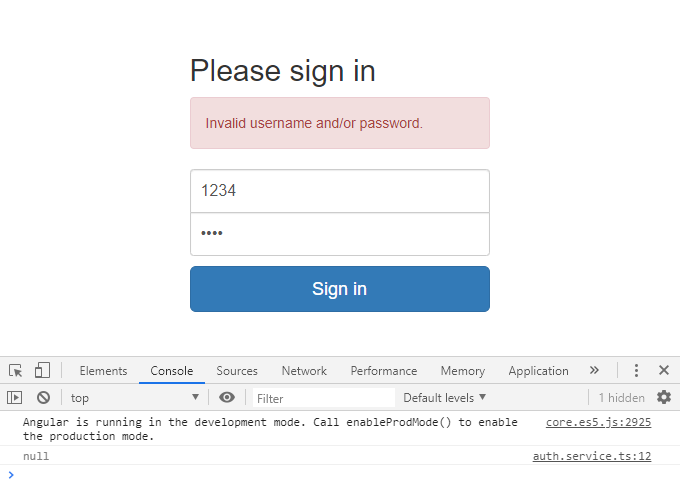 Please sign in
Invalid username and/or password.
1234
••••
Sign in
Elements Console Sources Network Performance Memory Application »
top Filter Default levels 1 hidden
Angular is running in the development mode. Call enableProdMode() to enable core.es5.js:2925
the production mode.
null auth.service.ts:12